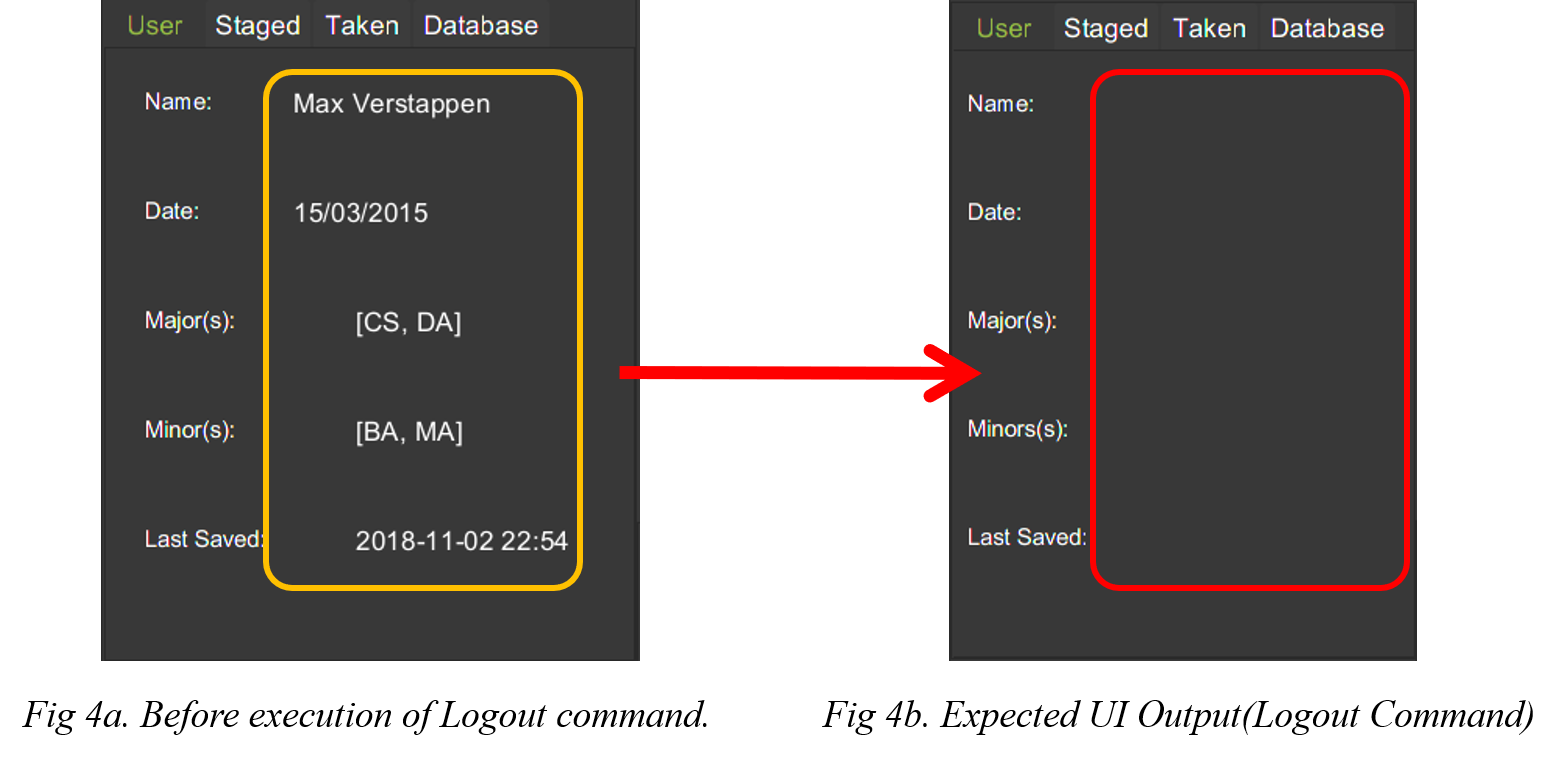 User Staged Taken Database
Name: Max Verstappen
Date: 15/03/2015
Major(s): [CS, DA]
Minor(s): [BA, MA]
Last Saved: 2018-11-02 22:54
Fig 4a. Before execution of Logout command.
User Staged Taken Database
Name:
Date:
Major(s):
Minors(s):
Last Saved:
Fig 4b. Expected UI Output(Logout Command)